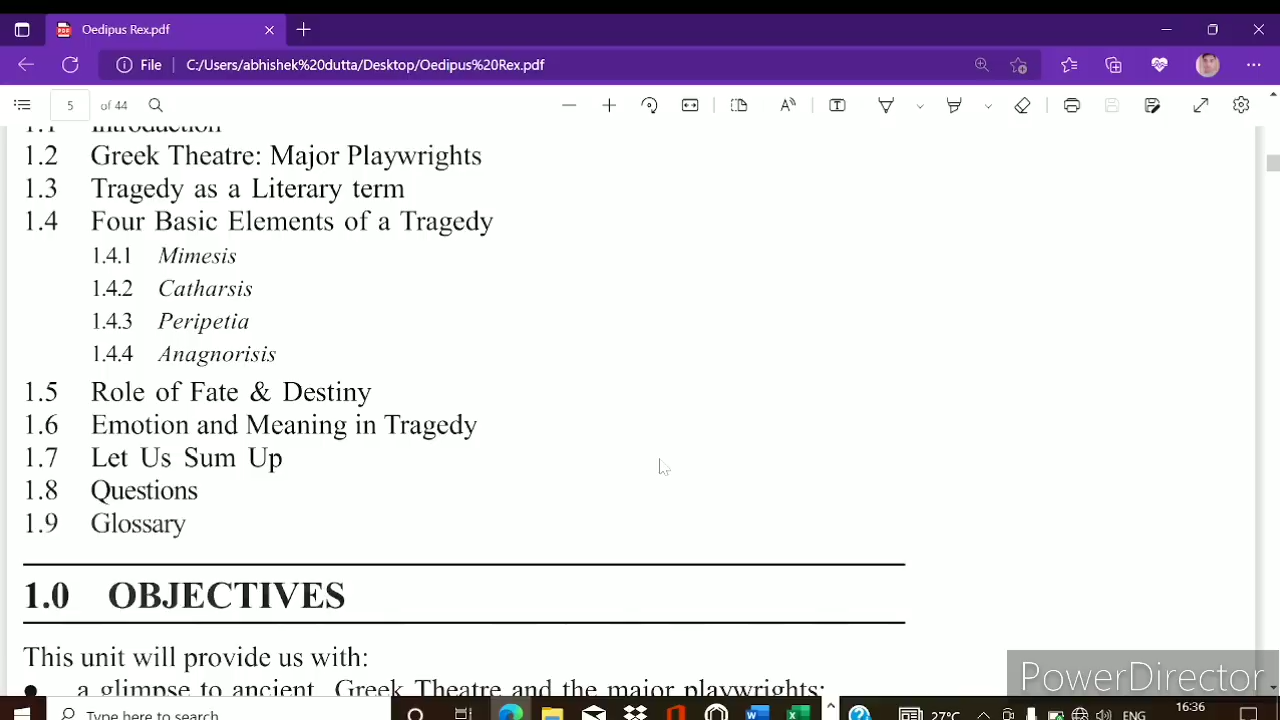 Oedipus Rex.pdf
File C:/Users/abhishek%20dutta/Desktop/Oedipus%20Rex.pdf
5 of 44
1.1 Introduction
1.2 Greek Theatre: Major Playwrights
1.3 Tragedy as a Literary term
1.4 Four Basic Elements of a Tragedy
1.4.1 Mimesis
1.4.2 Catharsis
1.4.3 Peripetia
1.4.4 Anagnorisis
1.5 Role of Fate & Destiny
1.6 Emotion and Meaning in Tragedy
1.7 Let Us Sum Up
1.8 Questions
1.9 Glossary
1.0 OBJECTIVES
This unit will provide us with:
● a glimpse to ancient Greek Theatre and the major playwrights;
PowerDirector
Type here to search
27°C
ENG
16:36